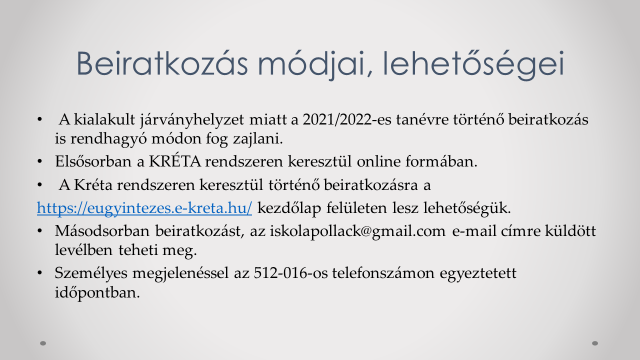 Beiratkozás módjai, lehetőségei
• A kialakult járványhelyzet miatt a 2021/2022-es tanévre történő beiratkozás
is rendhagyó módon fog zajlani.
• Elsősorban a KRÉTA rendszeren keresztül online formában.
• A Kréta rendszeren keresztül történő beiratkozásra a
https://eugyintezes.e-kreta.hu/ kezdőlap felületen lesz lehetőségük.
• Másodsorban beiratkozást, az iskolapollack@gmail.com e-mail címre küldött
levélben teheti meg.
• Személyes megjelenéssel az 512-016-os telefonszámon egyeztetett
időpontban.